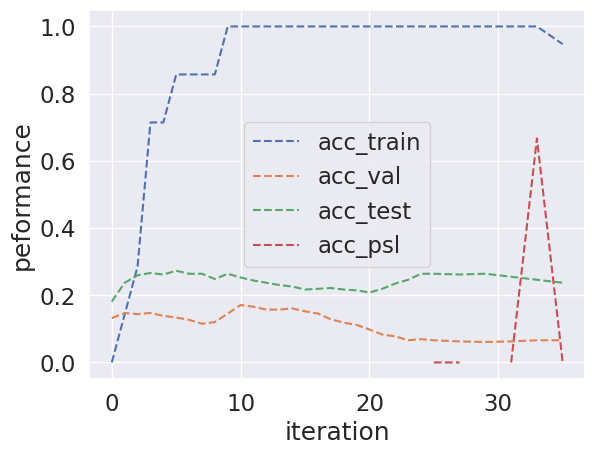 1.0
0.8
0.6
0.4
0.2
0.0
peformance
acc_train
acc_val
acc_test
acc_psl
0
10
20
30
iteration